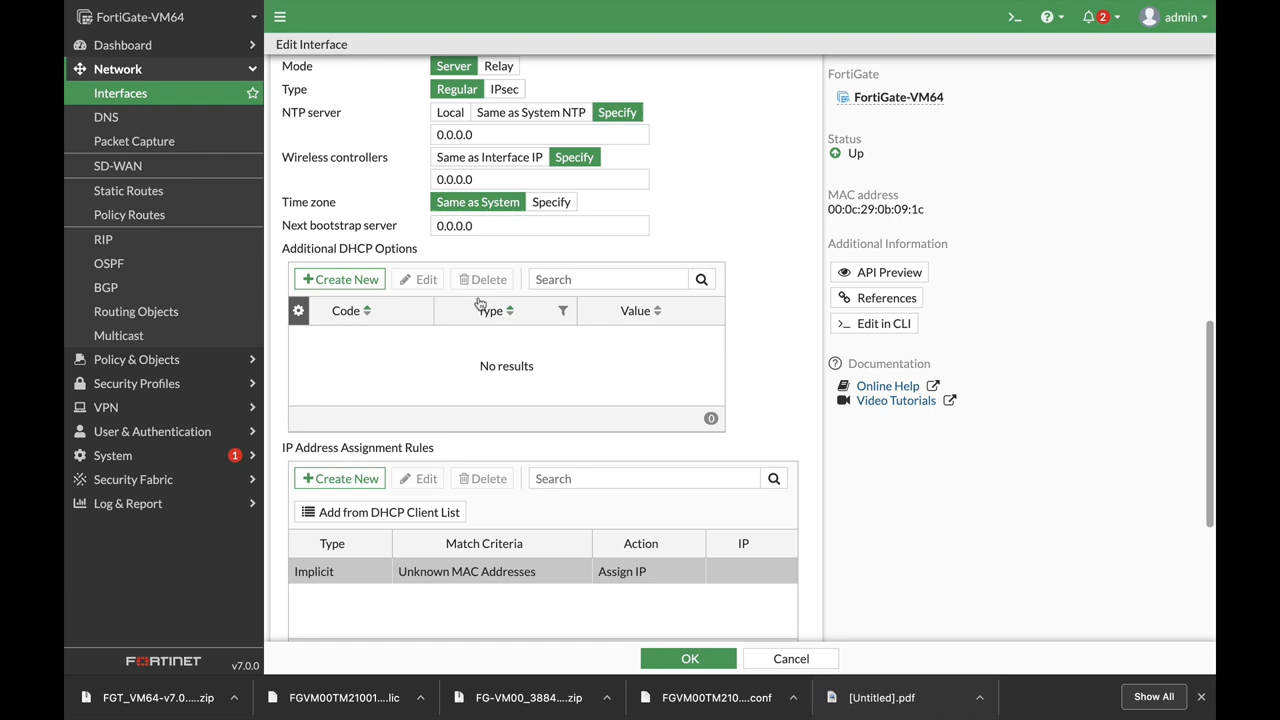 FortiGate-VM64
2
admin
Dashboard
Edit Interface
Network
Interfaces
DNS
Packet Capture
SD-WAN
Static Routes
Policy Routes
RIP
OSPF
BGP
Routing Objects
Multicast
Policy & Objects
Security Profiles
VPN
User & Authentication
System 1
Security Fabric
Log & Report
FORTINET v7.0.0
Mode Server Relay
Type Regular IPsec
NTP server Local Same as System NTP Specify
0.0.0.0
Wireless controllers Same as Interface IP Specify
0.0.0.0
Time zone Same as System Specify
Next bootstrap server 0.0.0.0
Additional DHCP Options
Create New Edit Delete Search
Code Type Value
No results
0
IP Address Assignment Rules
Create New Edit Delete Search
Add from DHCP Client List
Type Match Criteria Action IP
Implicit Unknown MAC Addresses Assign IP
OK Cancel
FortiGate
FortiGate-VM64
Status
Up
MAC address
00:0c:29:0b:09:1c
Additional Information
API Preview
References
Edit in CLI
Documentation
Online Help
Video Tutorials
FGT_VM64-v7.0.....zip FGVM00TM21001....lic FG-VM00_3884....zip FGVM00TM210....conf [Untitled].pdf Show All